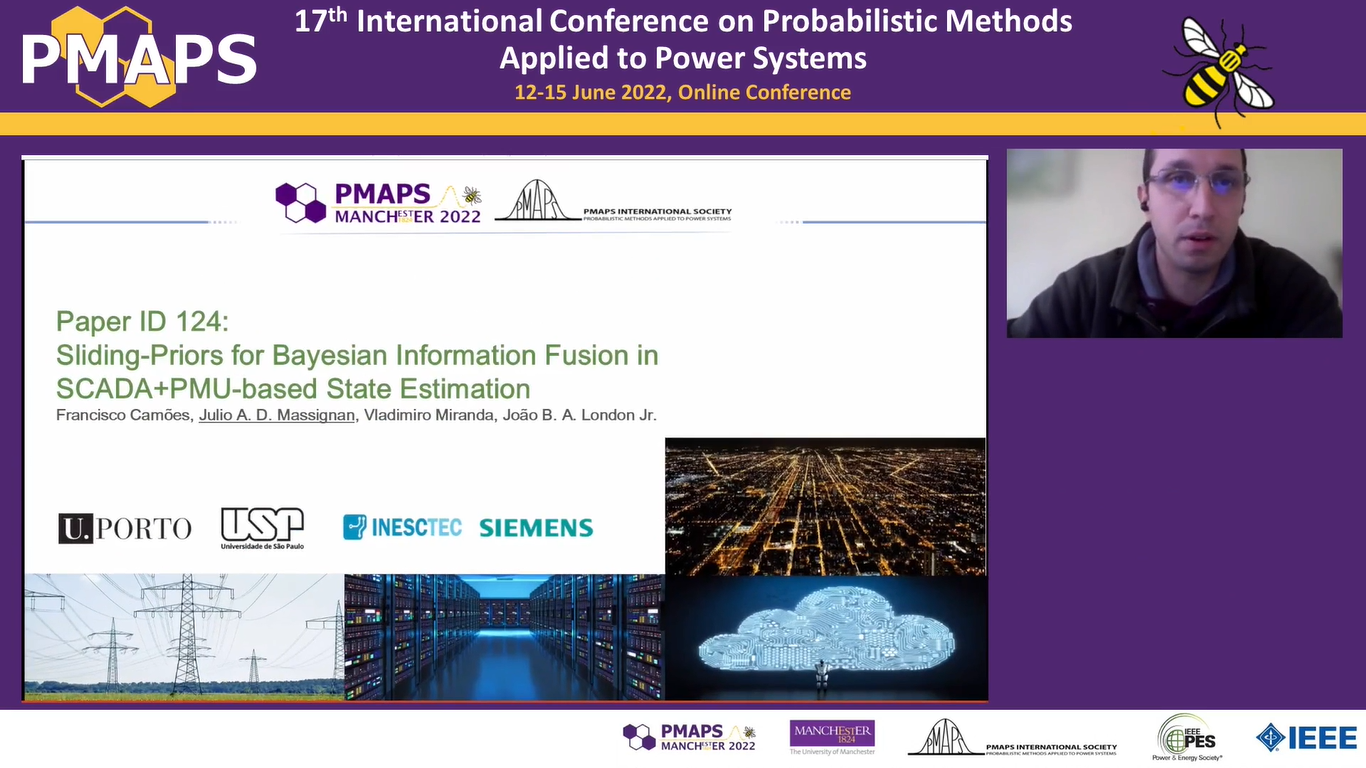 PMAPS
17th International Conference on Probabilistic Methods
Applied to Power Systems
12-15 June 2022, Online Conference
PMAPS
MANCHESTER 2022
PMAPS
PMAPS INTERNATIONAL SOCIETY
PROBABILISTIC METHODS APPLIED TO POWER SYSTEMS
Paper ID 124:
Sliding-Priors for Bayesian Information Fusion in
SCADA+PMU-based State Estimation
Francisco Camões, Julio A. D. Massignan, Vladimiro Miranda, João B. A. London Jr.
U. PORTO
USP
Universidade de São Paulo
INESCTEC
SIEMENS
PMAPS
MANCHESTER 2022
MANCHESTER
1824
The University of Manchester
PMAPS
PMAPS INTERNATIONAL SOCIETY
PROBABILISTIC METHODS APPLIED TO POWER SYSTEMS
IEEE
PES
Power & Energy Society®
IEEE